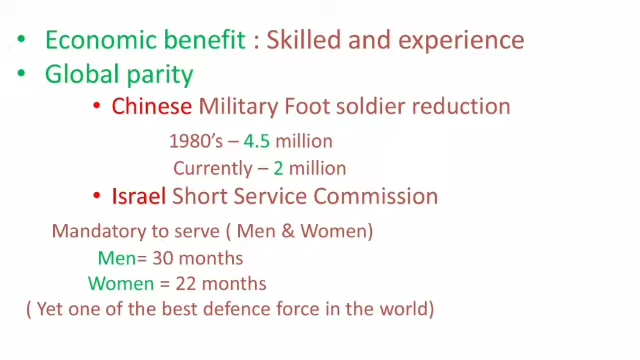 • Economic benefit : Skilled and experience
• Global parity
• Chinese Military Foot soldier reduction
1980's – 4.5 million
Currently – 2 million
• Israel Short Service Commission
Mandatory to serve ( Men & Women)
Men= 30 months
Women = 22 months
( Yet one of the best defence force in the world)